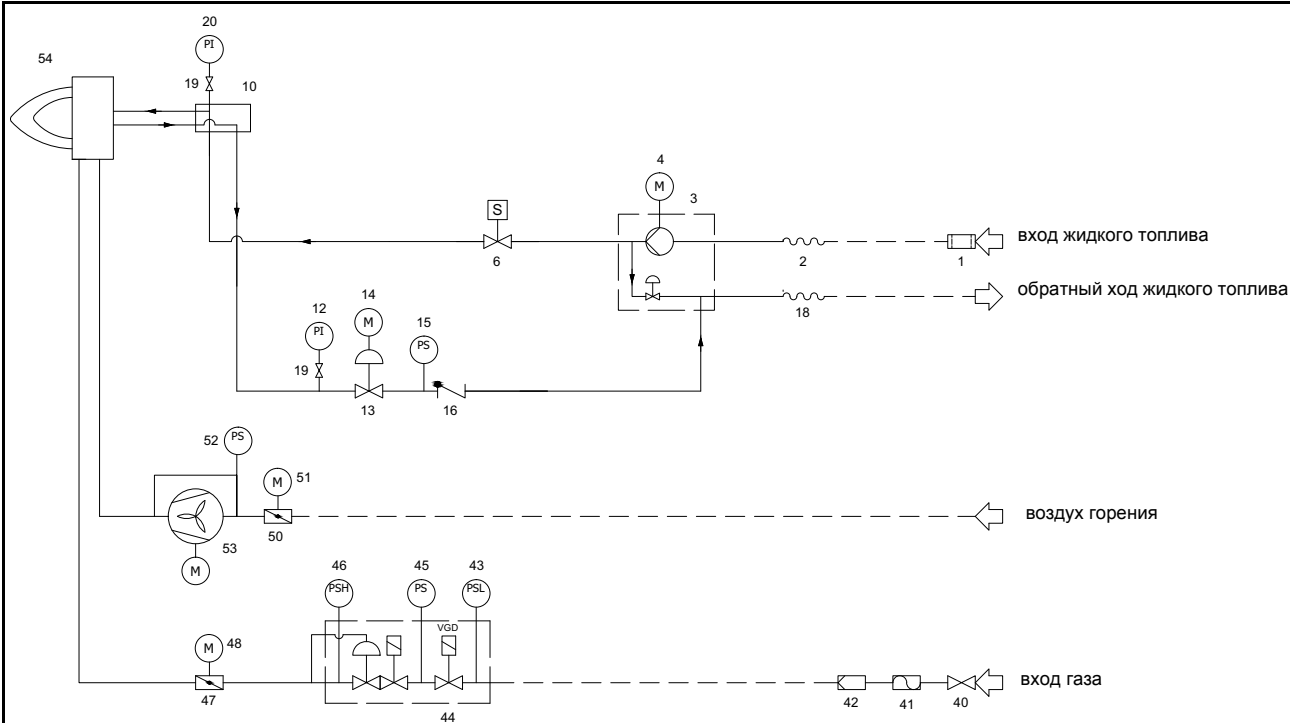 20
PI
54
19
10
4
M
3
S
6
2
1
вход жидкого топлива
обратный ход жидкого топлива
18
14
12
M
15
PI
PS
19
13
16
52
PS
51
M
50
53
M
воздух горения
46
45
43
PSH
PS
PSL
VGD
M
48
47
44
42
41
40
вход газа